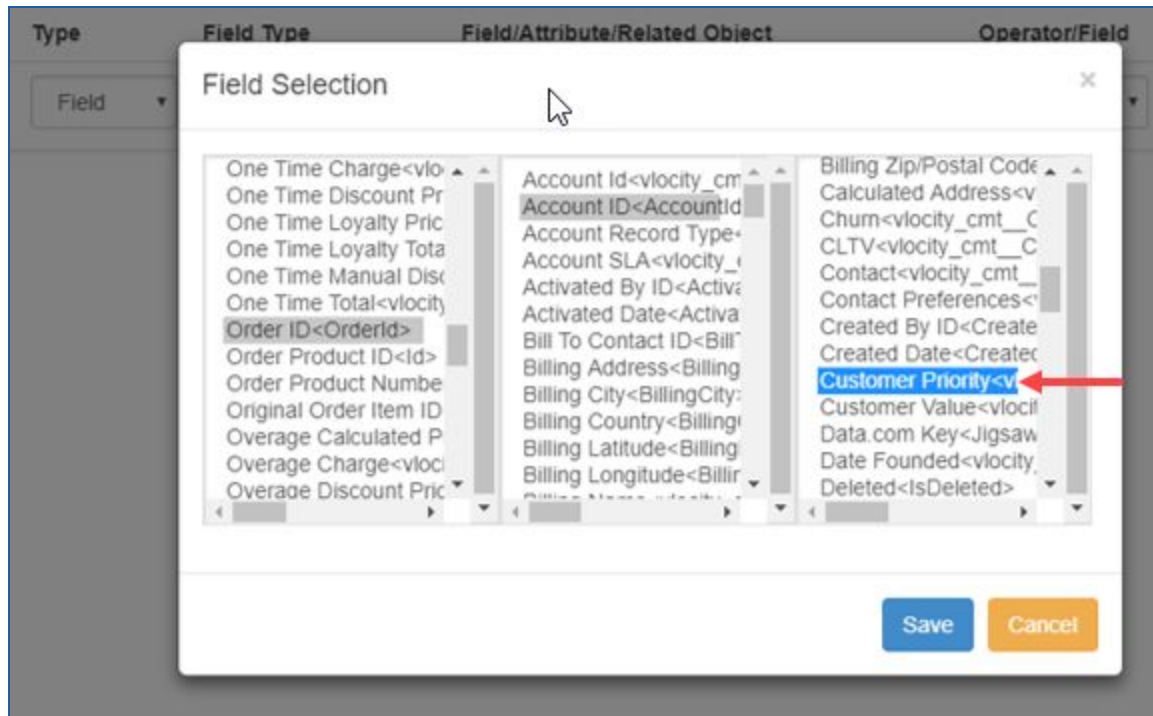 Type Field Type Field/Attribute/Related Object Operator/Field
Field
Field Selection
×
One Time Charge<vlo
One Time Discount Pr
One Time Loyalty Pric
One Time Loyalty Tota
One Time Manual Disc
One Time Total<vlocity
Order ID<OrderId>
Order Product ID<Id>
Order Product Numbe
Original Order Item ID
Overage Calculated P
Overage Charge<vloci
Overage Discount Pric
Account Id<vlocity_cm
Account ID<AccountId
Account Record Type<
Account SLA<vlocity_
Activated By ID<Activa
Activated Date<Activa
Bill To Contact ID<Bill
Billing Address<Billing
Billing City<BillingCity
Billing Country<Billing
Billing Latitude<Billing
Billing Longitude<Billin
Billing Zip/Postal Code
Calculated Address<v
Churn<vlocity_cmt__C
CLTV<vlocity_cmt__C
Contact<vlocity_cmt__
Contact Preferences<
Created By ID<Create
Created Date<Created
Customer Priority<v
Customer Value<vlocit
Data.com Key<Jigsaw
Date Founded<vlocity_
Deleted<IsDeleted>
Save Cancel